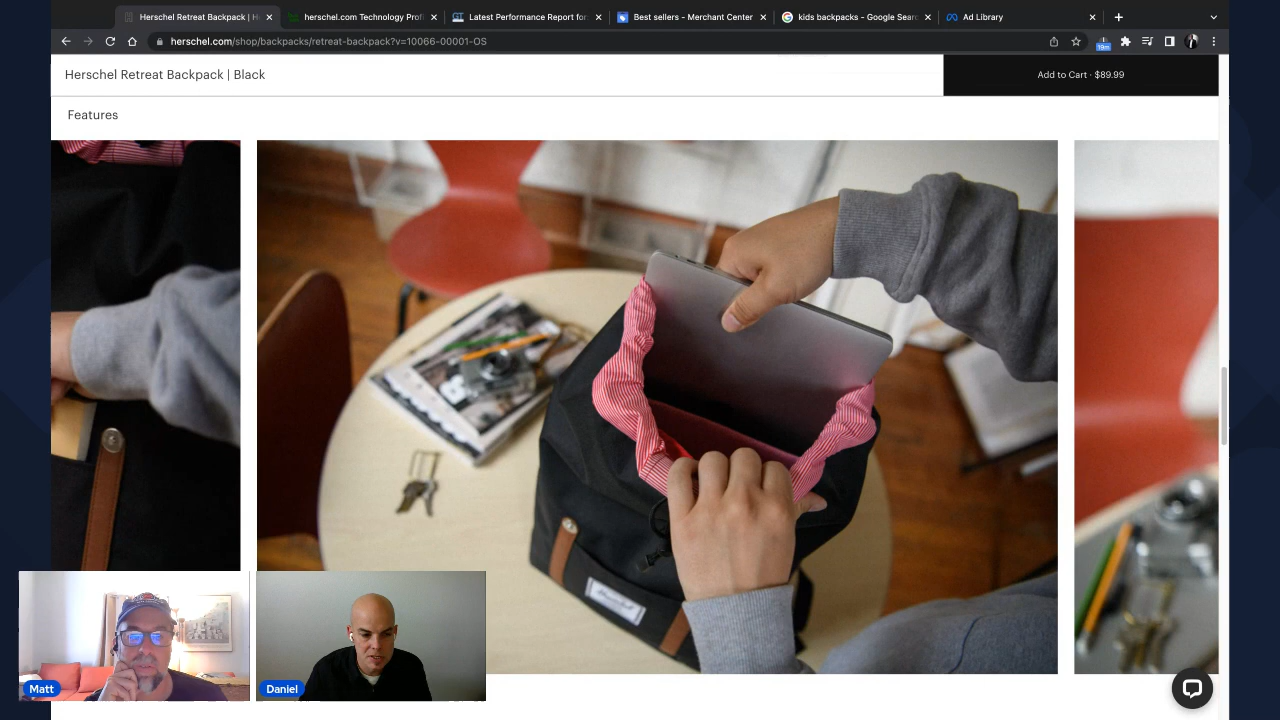 Herschel Retreat Backpack | H
herschel.com Technology Profi
Latest Performance Report for
Best sellers - Merchant Center
kids backpacks - Google Searc
Ad Library
herschel.com/shop/backpacks/retreat-backpack?v=10066-00001-OS
19m
Herschel Retreat Backpack | Black
Add to Cart · $89.99
Features
Matt
Daniel